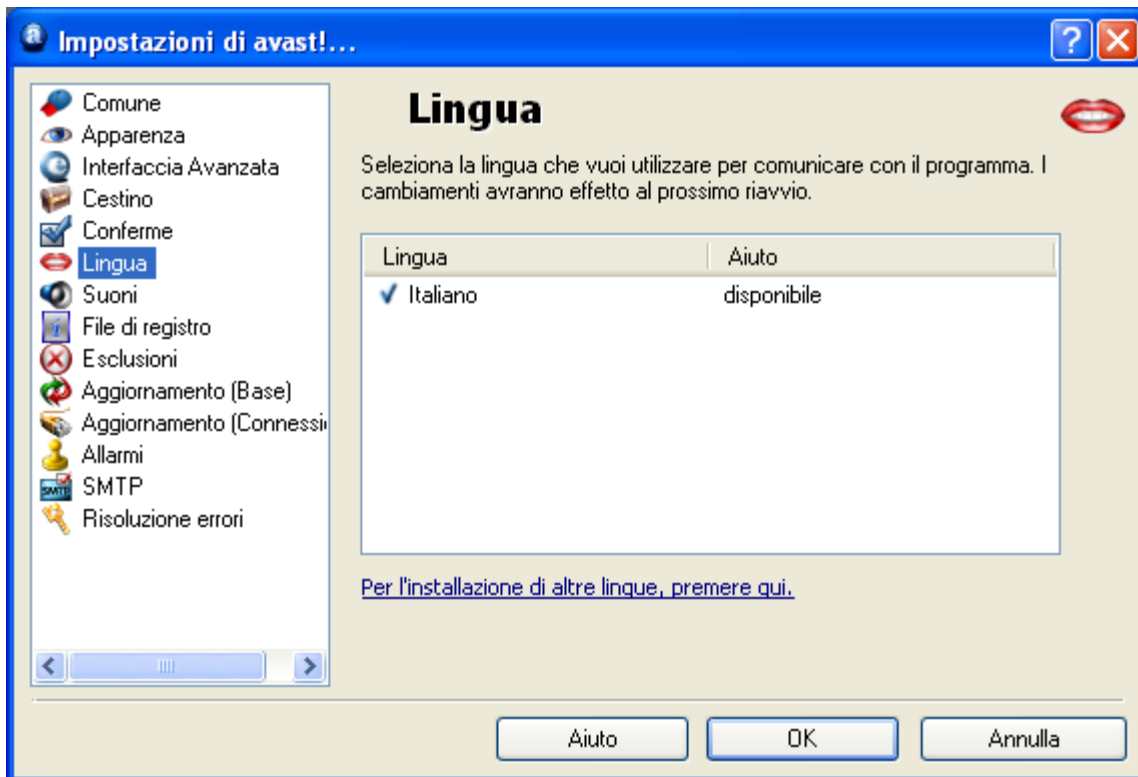 Impostazioni di avast!...
Comune
Apparenza
Interfaccia Avanzata
Cestino
Conferme
Lingua
Suoni
File di registro
Esclusioni
Aggiornamento (Base)
Aggiornamento (Connessi
Allarmi
SMTP
Risoluzione errori
Lingua
Seleziona la lingua che vuoi utilizzare per comunicare con il programma. I
cambiamenti avranno effetto al prossimo riavvio.
Lingua Aiuto
Italiano disponibile
Per l'installazione di altre lingue, premere qui.
Aiuto OK Annulla